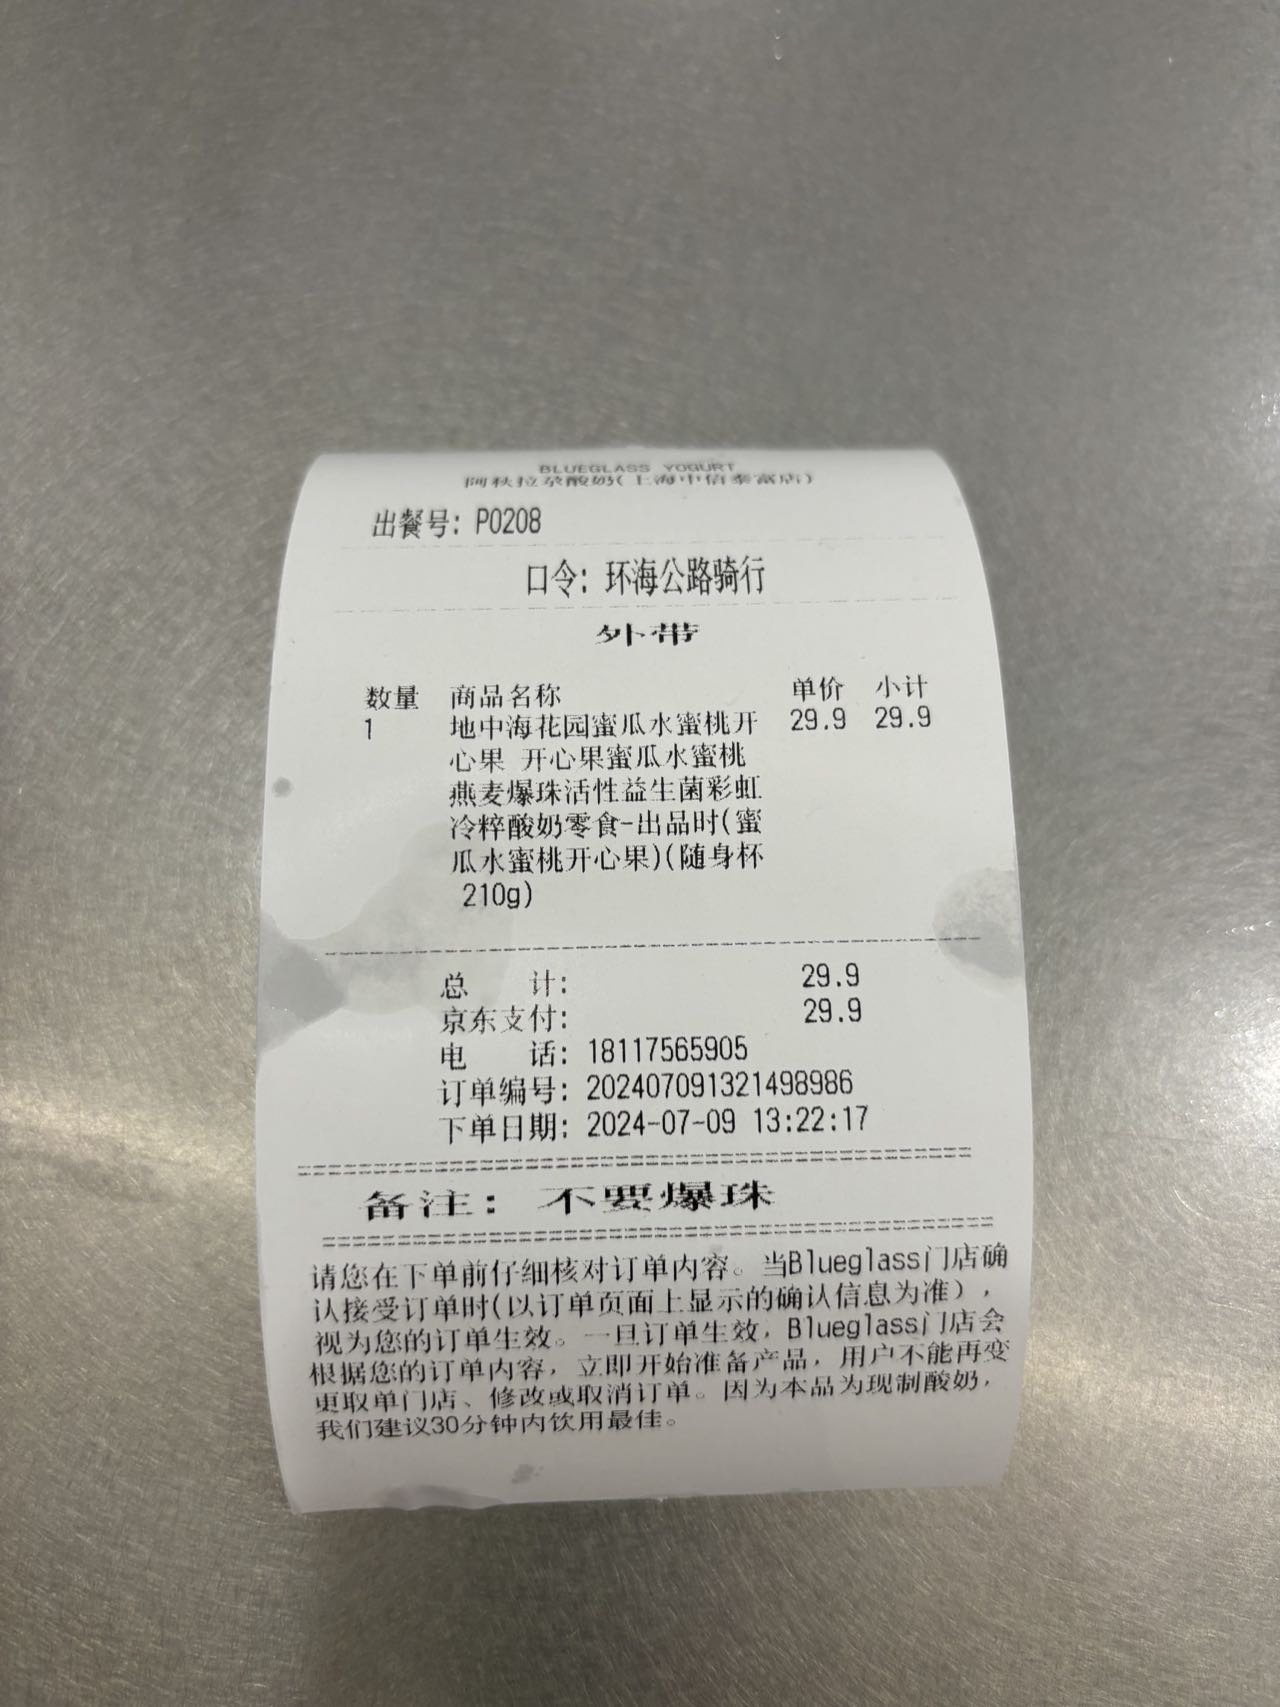 BLUEGLASS YOGURT
阿秋拉尕酸奶(上海中信泰富店)
出餐号: P0208
口令: 环海公路骑行
外带
数量 商品名称 单价 小计
1 地中海花园蜜瓜水蜜桃开 29.9 29.9
心果 开心果蜜瓜水蜜桃
燕麦爆珠活性益生菌彩虹
冷粹酸奶零食-出品时(蜜
瓜水蜜桃开心果)(随身杯
210g)
总 计: 29.9
京东支付: 29.9
电 话: 18117565905
订单编号: 202407091321498986
下单日期: 2024-07-09 13:22:17
备注: 不要爆珠
请您在下单前仔细核对订单内容。当Blueglass门店确
认接受订单时(以订单页面上显示的确认信息为准),
视为您的订单生效。一旦订单生效, Blueglass门店会
根据您的订单内容, 立即开始准备产品, 用户不能再变
更取单门店、修改或取消订单。因为本品为现制酸奶,
我们建议30分钟内饮用最佳。